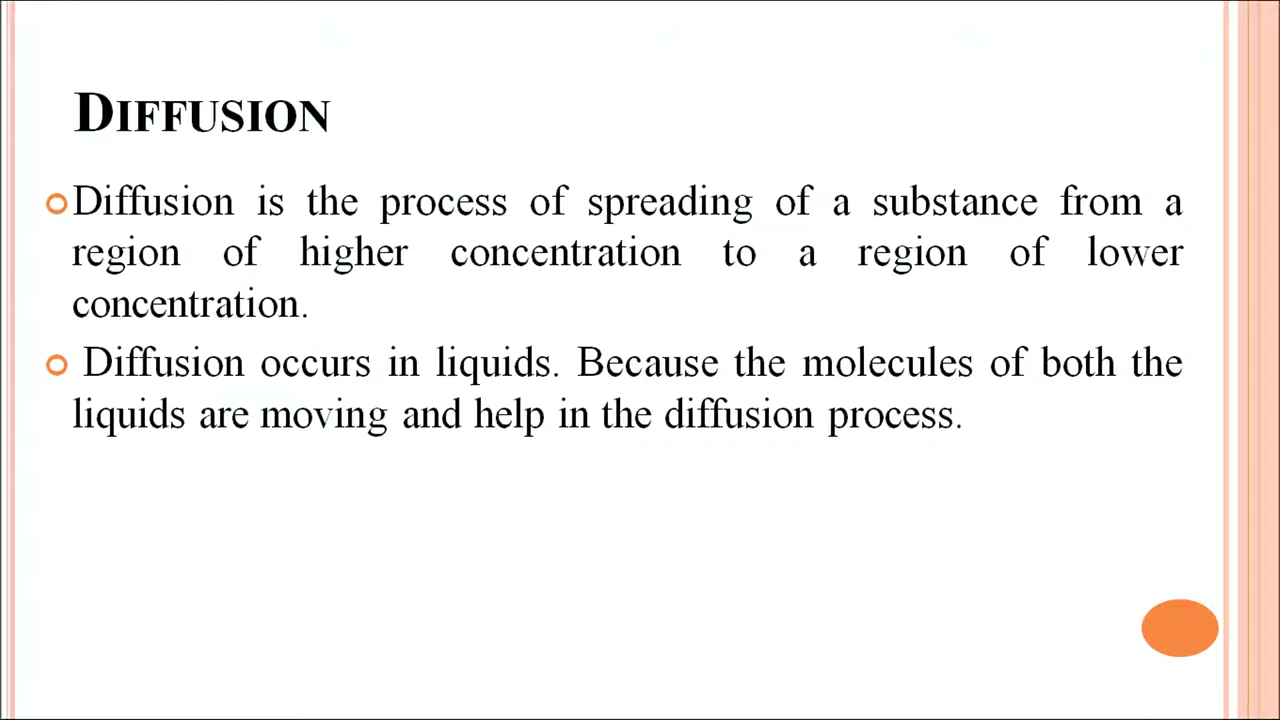 DIFFUSION
Diffusion is the process of spreading of a substance from a
region of higher concentration to a region of lower
concentration.
Diffusion occurs in liquids. Because the molecules of both the
liquids are moving and help in the diffusion process.